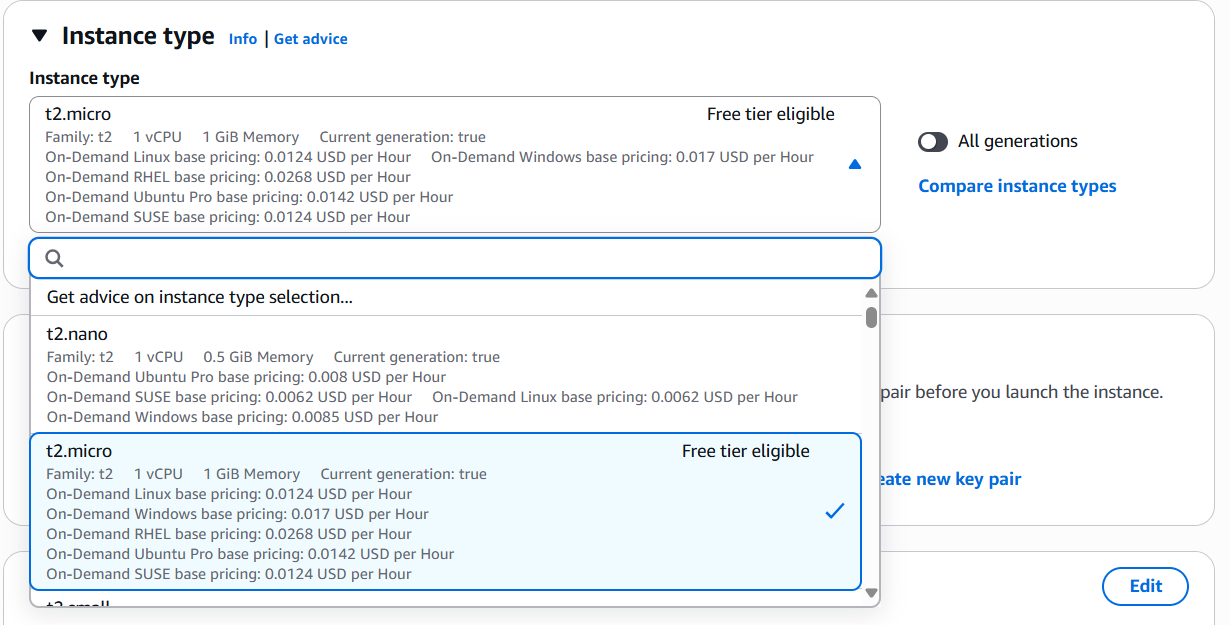 Instance type Info | Get advice
Instance type
t2.micro Free tier eligible
Family: t2 1 vCPU 1 GiB Memory Current generation: true
On-Demand Linux base pricing: 0.0124 USD per Hour On-Demand Windows base pricing: 0.017 USD per Hour
On-Demand RHEL base pricing: 0.0268 USD per Hour
On-Demand Ubuntu Pro base pricing: 0.0142 USD per Hour
On-Demand SUSE base pricing: 0.0124 USD per Hour
All generations
Compare instance types
Get advice on instance type selection...
t2.nano
Family: t2 1 vCPU 0.5 GiB Memory Current generation: true
On-Demand Ubuntu Pro base pricing: 0.008 USD per Hour
On-Demand SUSE base pricing: 0.0062 USD per Hour On-Demand Linux base pricing: 0.0062 USD per Hour
On-Demand Windows base pricing: 0.0085 USD per Hour
pair before you launch the instance.
t2.micro Free tier eligible
Family: t2 1 vCPU 1 GiB Memory Current generation: true
On-Demand Linux base pricing: 0.0124 USD per Hour
On-Demand Windows base pricing: 0.017 USD per Hour
On-Demand RHEL base pricing: 0.0268 USD per Hour
On-Demand Ubuntu Pro base pricing: 0.0142 USD per Hour
On-Demand SUSE base pricing: 0.0124 USD per Hour
eate new key pair
Edit